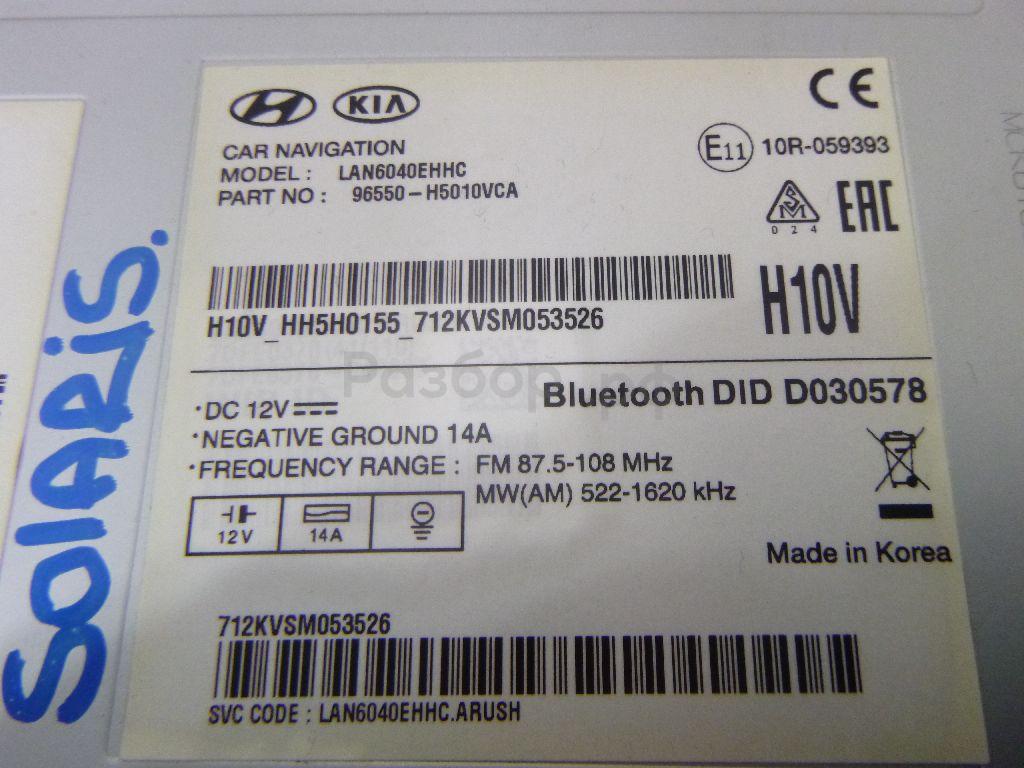 KIA
CE
CAR NAVIGATION
MODEL : LAN6040EHHC
PART NO : 96550-H5010VCA
E11 10R-059393
024 EAC
H10V_HH5H0155_712KVSM053526
H10V
Разбор.рф
·DC 12V
Bluetooth DID D030578
·NEGATIVE GROUND 14A
·FREQUENCY RANGE : FM 87.5-108 MHz
MW(AM) 522-1620 kHz
12V 14A
Made in Korea
712KVSM053526
SVC CODE : LAN6040EHHC.ARUSH
SOlARIS.